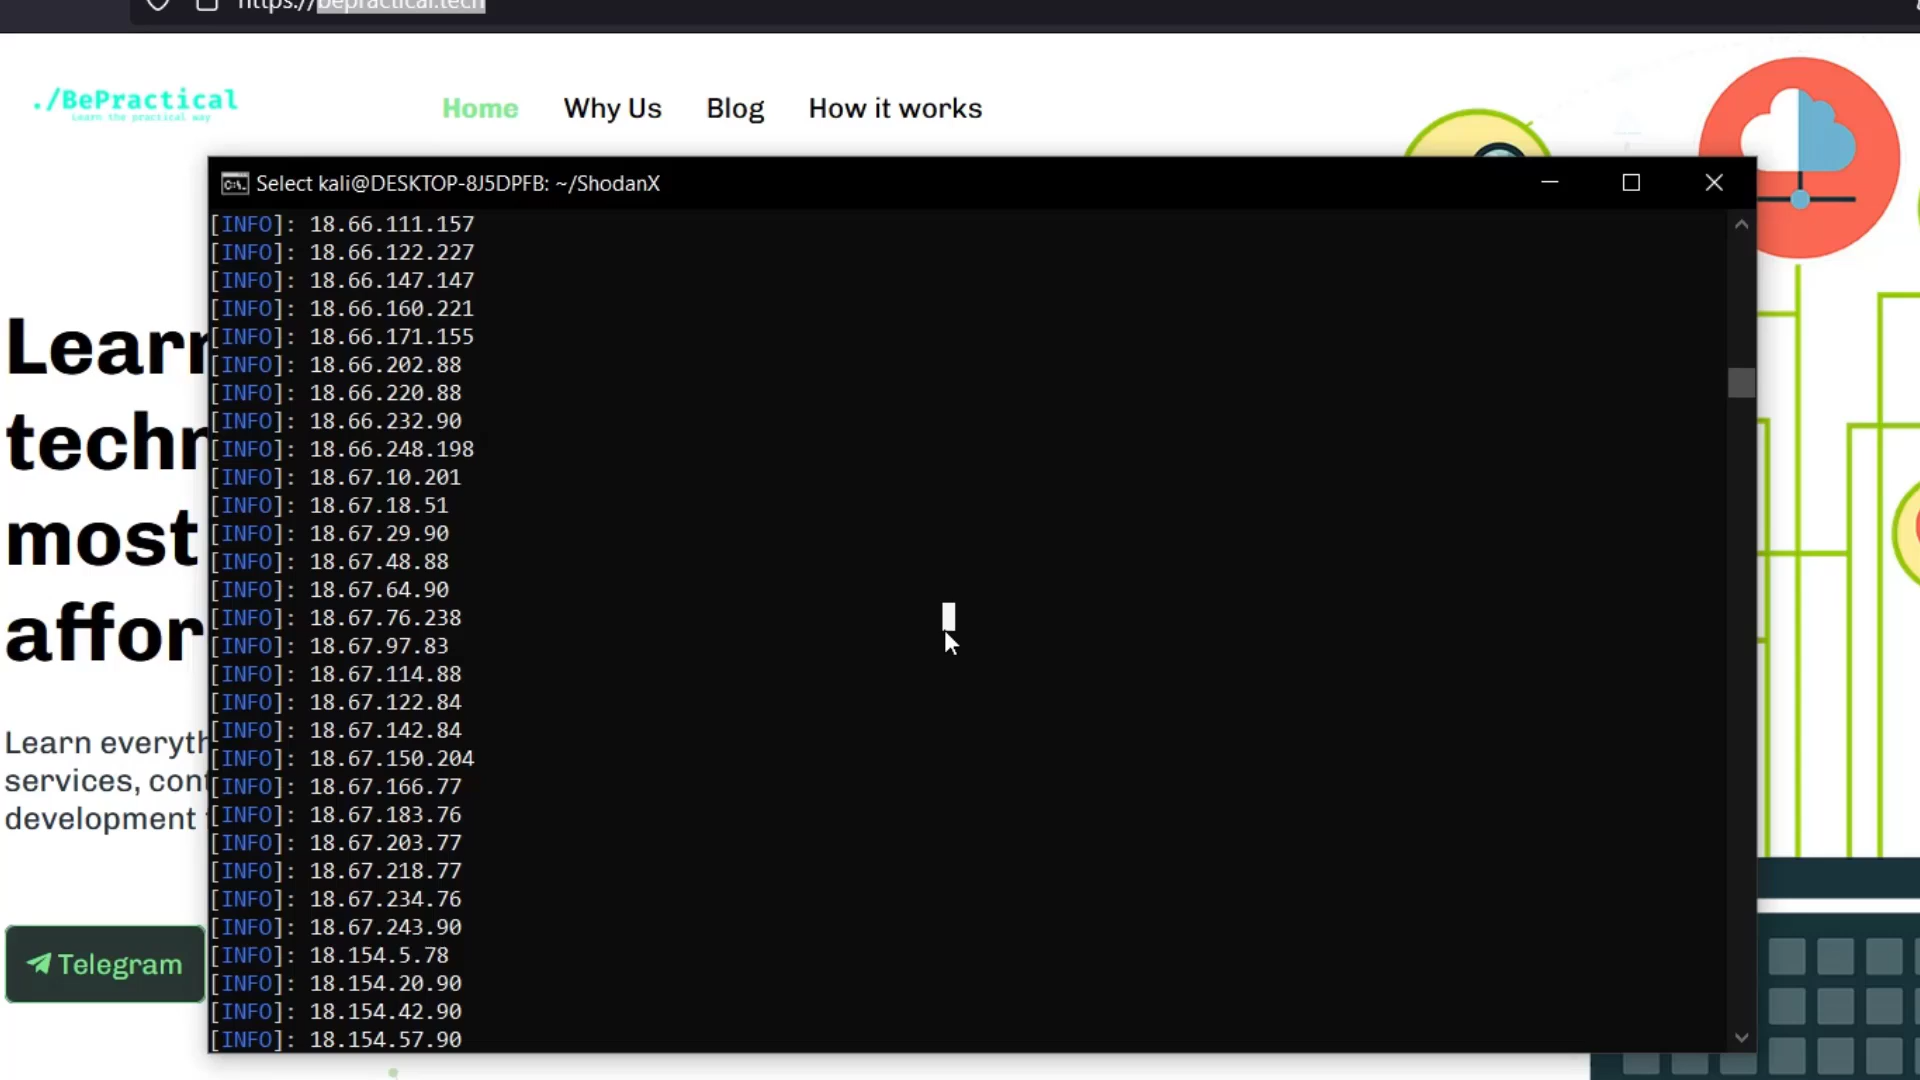 https://bepractical.tech
./BePractical
Learn the practical way
Home
Why Us
Blog
How it works
Select kali@DESKTOP-8J5DPFB: ~/ShodanX
[INFO]: 18.66.111.157
[INFO]: 18.66.122.227
[INFO]: 18.66.147.147
[INFO]: 18.66.160.221
[INFO]: 18.66.171.155
[INFO]: 18.66.202.88
[INFO]: 18.66.220.88
[INFO]: 18.66.232.90
[INFO]: 18.66.248.198
[INFO]: 18.67.10.201
[INFO]: 18.67.18.51
[INFO]: 18.67.29.90
[INFO]: 18.67.48.88
[INFO]: 18.67.64.90
[INFO]: 18.67.76.238
[INFO]: 18.67.97.83
[INFO]: 18.67.114.88
[INFO]: 18.67.122.84
[INFO]: 18.67.142.84
[INFO]: 18.67.150.204
[INFO]: 18.67.166.77
[INFO]: 18.67.183.76
[INFO]: 18.67.203.77
[INFO]: 18.67.218.77
[INFO]: 18.67.234.76
[INFO]: 18.67.243.90
[INFO]: 18.154.5.78
[INFO]: 18.154.20.90
[INFO]: 18.154.42.90
[INFO]: 18.154.57.90
Learn
techn
most
affor
Learn everyth
services, cont
development
Telegram